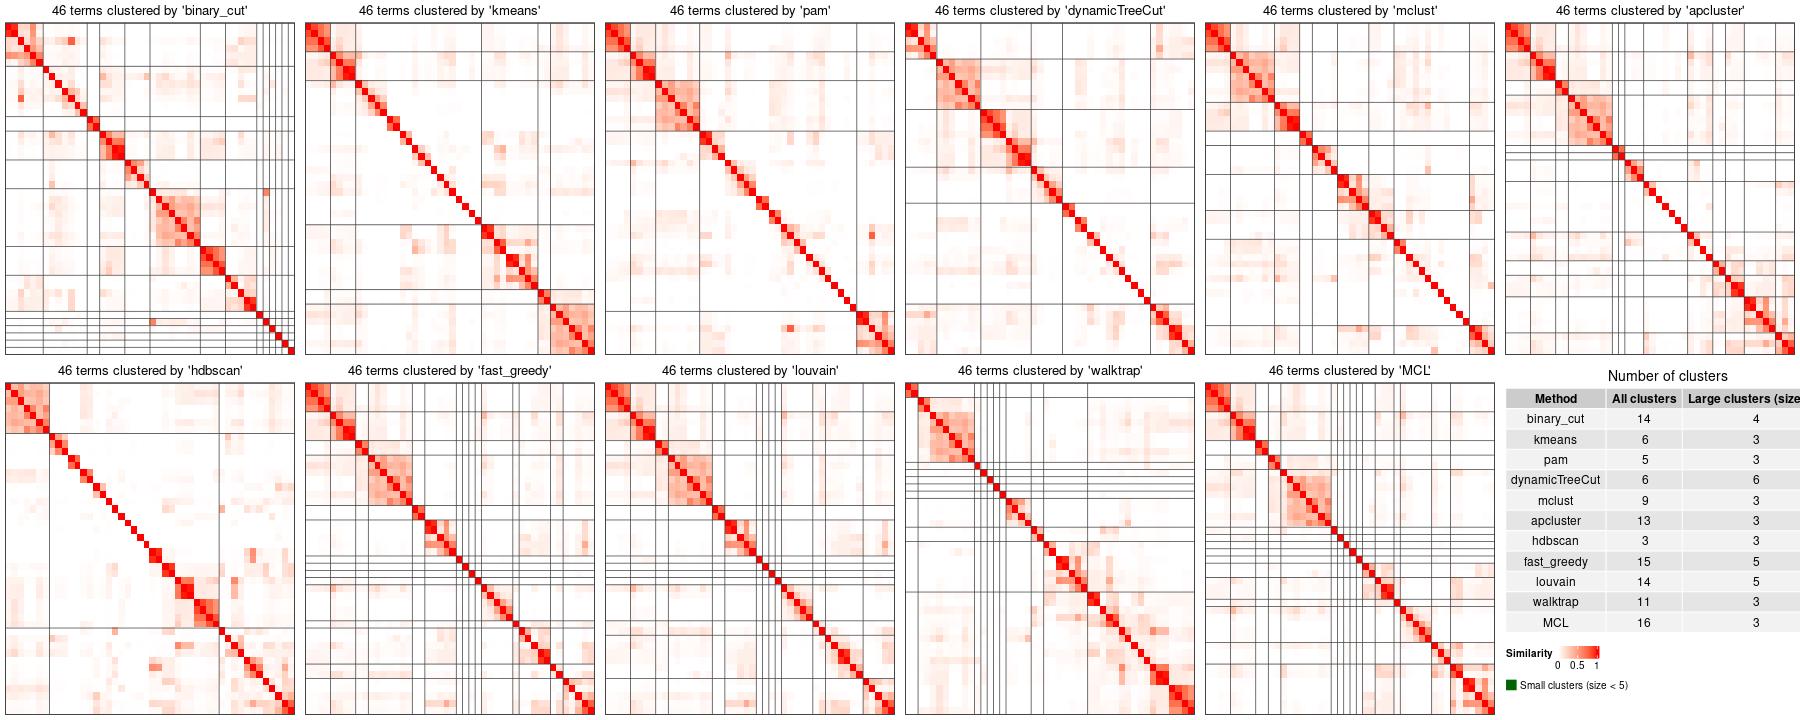 46 terms clustered by 'binary_cut'
46 terms clustered by 'kmeans'
46 terms clustered by 'pam'
46 terms clustered by 'dynamicTreeCut'
46 terms clustered by 'mclust'
46 terms clustered by 'apcluster'
46 terms clustered by 'hdbscan'
46 terms clustered by 'fast_greedy'
46 terms clustered by 'louvain'
46 terms clustered by 'walktrap'
46 terms clustered by 'MCL'
Number of clusters
Method All clusters Large clusters (size
binary_cut 14 4
kmeans 6 3
pam 5 3
dynamicTreeCut 6 6
mclust 9 3
apcluster 13 3
hdbscan 3 3
fast_greedy 15 5
louvain 14 5
walktrap 11 3
MCL 16 3
Similarity
0 0.5 1
Small clusters (size < 5)